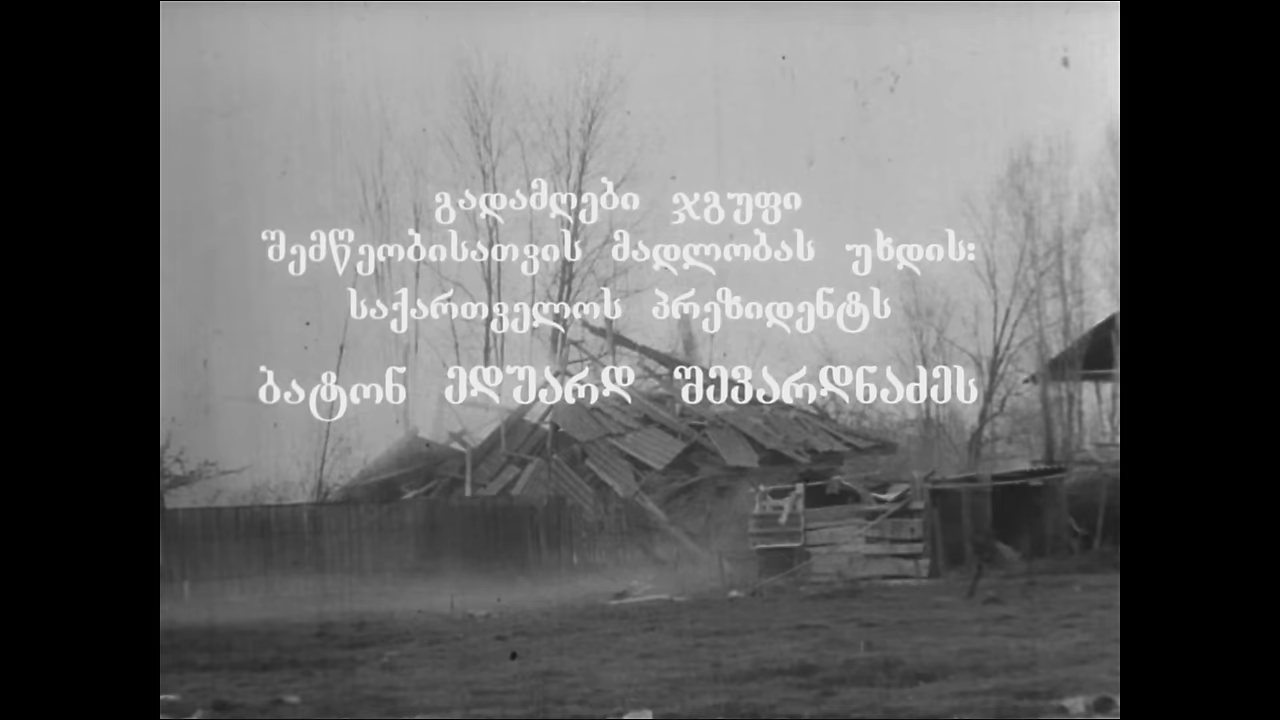 გადამღები ჯგუფი
შემწეობისათვის მადლობას უხდის:
საქართველოს პრეზიდენტს
ბატონ ედუარდ შევარდნაძეს